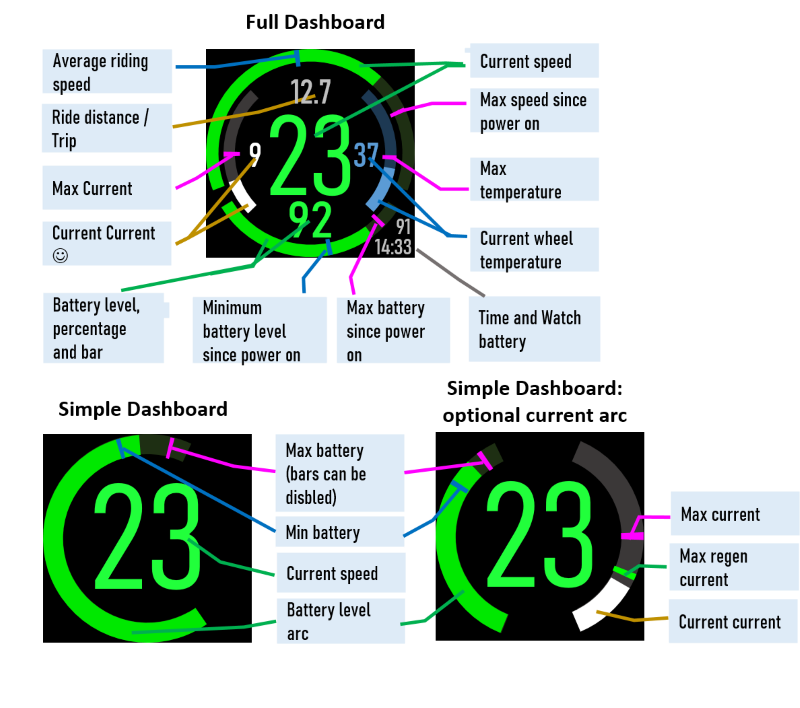 Full Dashboard
Average riding
speed
Current speed
12.7
Ride distance /
Trip
Max speed since
power on
23
9
37
Max Current
Max
temperature
92
91
14:33
Current Current
☺
Current wheel
temperature
Battery level,
percentage
and bar
Minimum
battery level
since power on
Max battery
since power
on
Time and Watch
battery
Simple Dashboard
Simple Dashboard:
optional current arc
23
Max battery
(bars can be
disbled)
Min battery
Current speed
Battery level
arc
23
Max current
Max regen
current
Current current